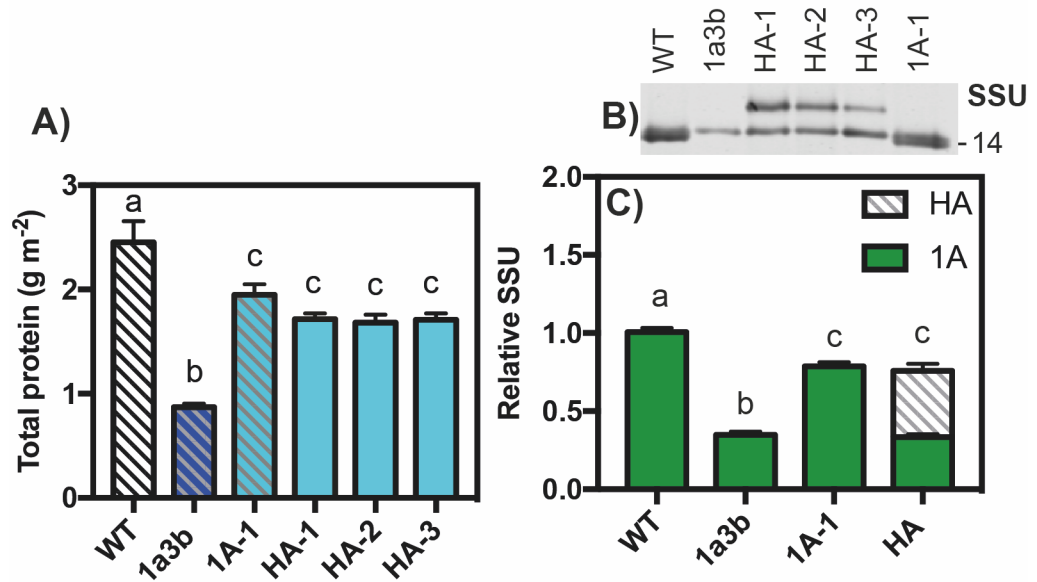 WT 1a3b HA-1 HA-2 HA-3 1A-1
SSU
B)
- 14
A)
Total protein (g m⁻²)
3
2
1
0
a
b
c
c
c
c
WT 1a3b 1A-1 HA-1 HA-2 HA-3
C)
Relative SSU
2.0
1.5
1.0
0.5
0.0
HA
1A
a
b
c
c
WT 1a3b 1A-1 HA